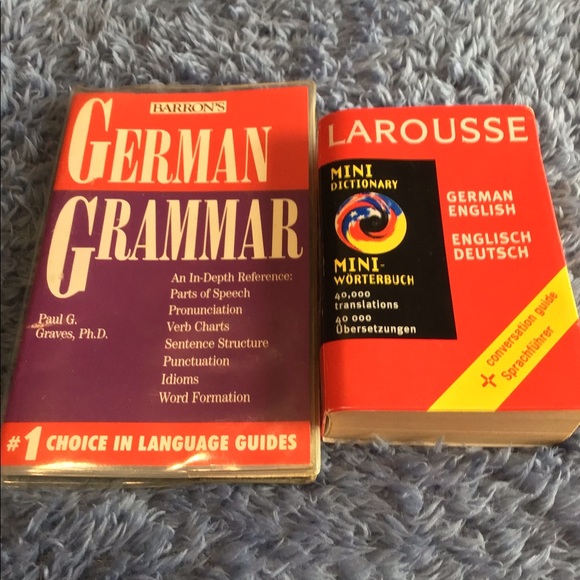 BARRON'S
GERMAN
GRAMMAR
An In-Depth Reference:
Parts of Speech
Pronunciation
Verb Charts
Sentence Structure
Punctuation
Idioms
Word Formation
Paul G.
Graves, Ph.D.
#1 CHOICE IN LANGUAGE GUIDES
LAROUSSE
MINI
DICTIONARY
MINI-
WÖRTERBUCH
40,000
translations
40 000
Übersetzungen
GERMAN
ENGLISH
ENGLISCH
DEUTSCH
+ conversation guide
Sprachführer